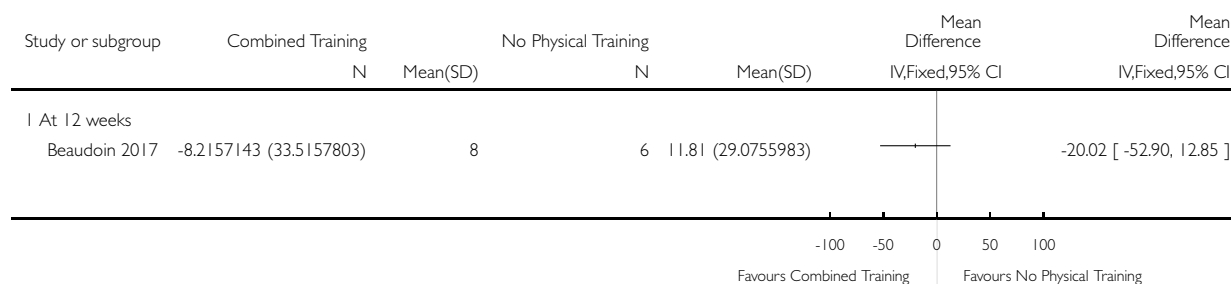 Mean Mean
Study or subgroup Combined Training No Physical Training Difference Difference
N Mean(SD) N Mean(SD) IV,Fixed,95% CI IV,Fixed,95% CI
1 At 12 weeks
Beaudoin 2017 -8.2157143 (33.5157803) 8 6 11.81 (29.0755983) -20.02 [ -52.90, 12.85 ]
-100 -50 0 50 100
Favours Combined Training Favours No Physical Training